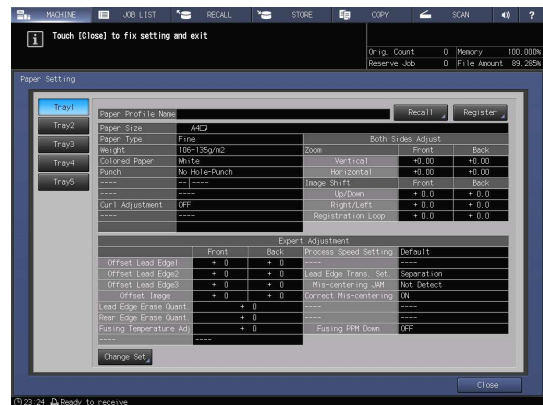 MACHINE JOB LIST RECALL STORE COPY SCAN ?
Touch [Close] to fix setting and exit
Orig. Count 0 Memory 100.000%
Reserve Job 0 File Amount 89.285%
Paper Setting
Tray1
Tray2
Tray3
Tray4
Tray5
Paper Profile Name Recall Register
Paper Size A4
Paper Type Fine Both Sides Adjust
Weight 106-135g/m2 Zoom Front Back
Colored Paper White Vertical +0.00 +0.00
Punch No Hole-Punch Horizontal +0.00 +0.00
---- --|---- Image Shift Front Back
---- ---- Up/Down + 0.0 + 0.0
Curl Adjustment OFF Right/Left + 0.0 + 0.0
---- ---- Registration Loop + 0.0 + 0.0
Expert Adjustment
Front Back Process Speed Setting Default
Offset Lead Edge1 + 0 + 0 ---- ----
Offset Lead Edge2 + 0 + 0 Lead Edge Trans. Set. Separation
Offset Lead Edge3 + 0 + 0 Mis-centering JAM Not Detect
Offset Image + 0 + 0 Correct Mis-centering ON
Lead Edge Erase Quant. + 0 ---- ----
Rear Edge Erase Quant. + 0 ---- ----
Fusing Temperature Adj + 0 Fusing PPM Down OFF
---- ----
Change Set
Close
23:24 Ready to receive